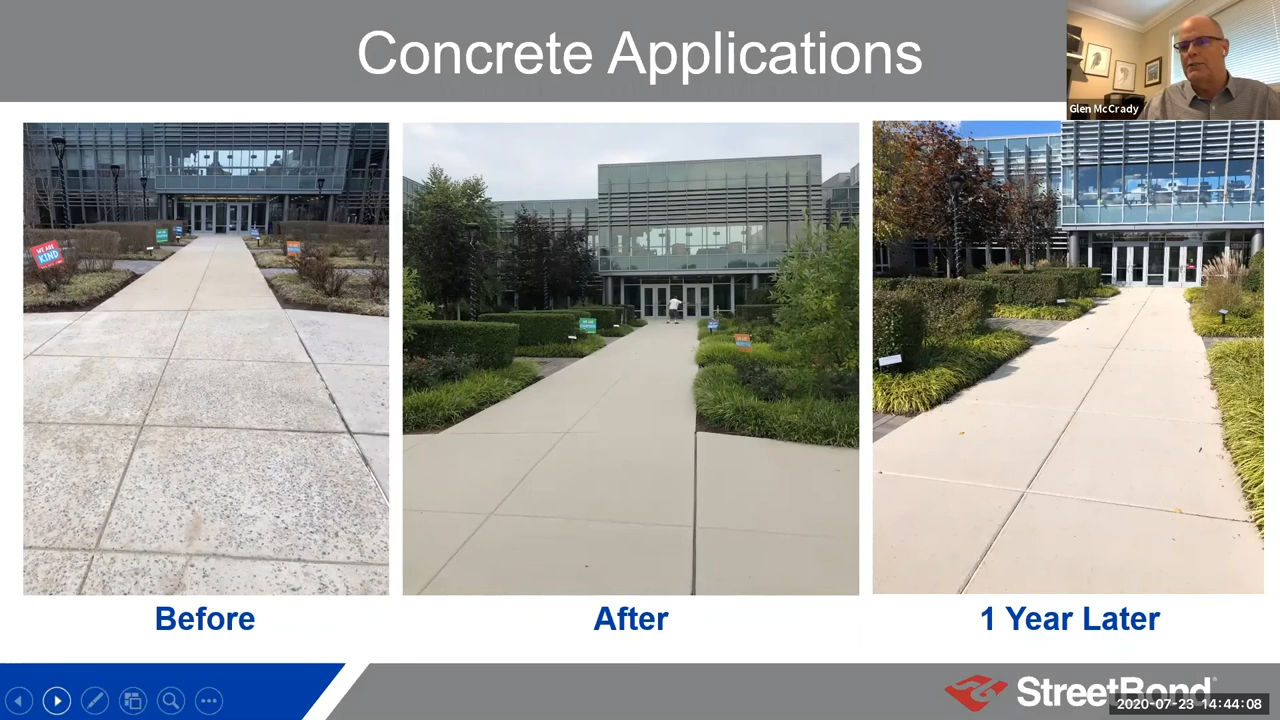 Concrete Applications
Glen McCrady
WE ARE
KIND
Before
After
1 Year Later
StreetBond
2020-07-23 14:44:08